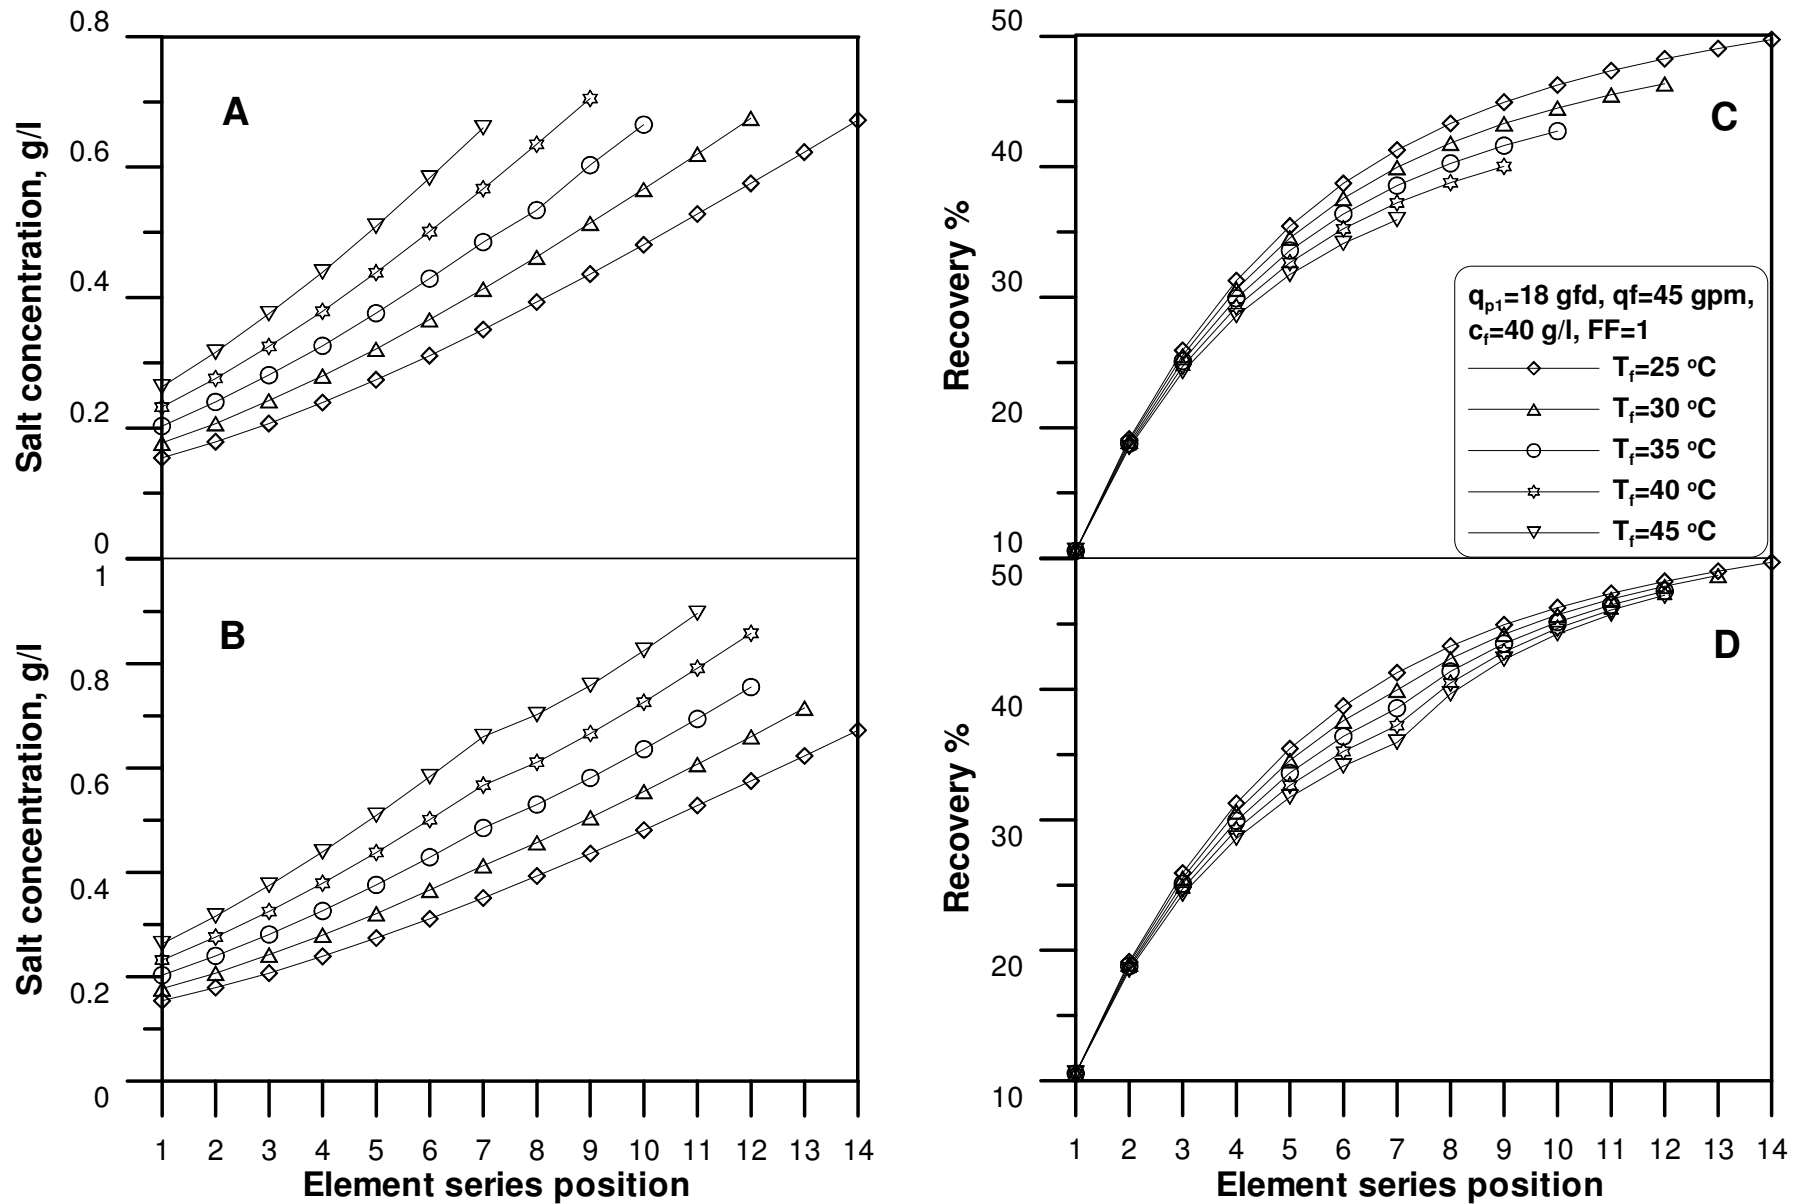 0.8
0.6
0.4
0.2
0
Salt concentration, g/l
A
1
0.8
0.6
0.4
0.2
0
Salt concentration, g/l
B
1 2 3 4 5 6 7 8 9 10 11 12 13 14
Element series position
50
40
30
20
10
Recovery %
C
qp1=18 gfd, qf=45 gpm,
cf=40 g/l, FF=1
Tf=25 oC
Tf=30 oC
Tf=35 oC
Tf=40 oC
Tf=45 oC
50
40
30
20
10
Recovery %
D
1 2 3 4 5 6 7 8 9 10 11 12 13 14
Element series position